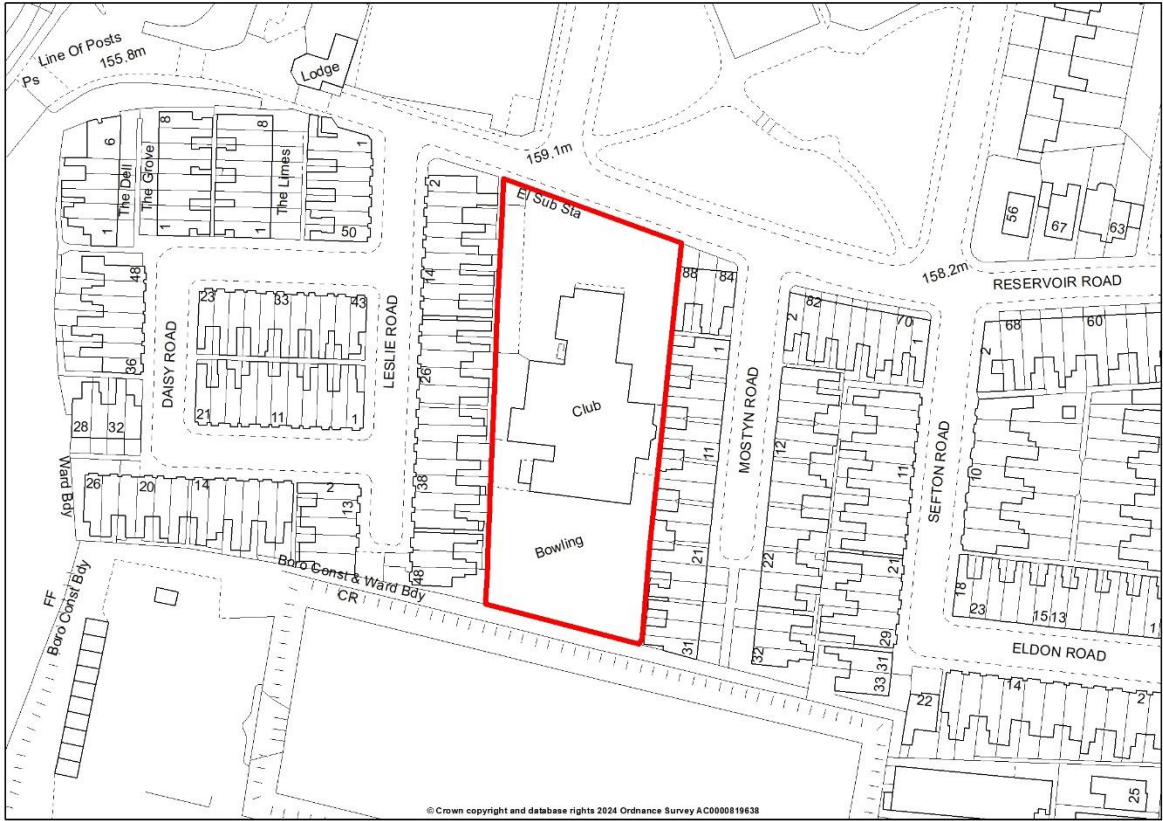 Line Of Posts
155.8m
Ps
Lodge
159.1m
El Sub Sta
6
The Dell
The Grove
8
8
The Limes
1
1
1
1
50
2
14
26
38
48
LESLIE ROAD
DAISY ROAD
48
36
28
32
23
33
43
21
11
1
26
20
14
2
13
Ward Bdy
FF
Boro Const Bdy
Boro Const & Ward Bdy
CR
Club
Bowling
88
84
1
11
21
31
MOSTYN ROAD
82
70
2
12
22
32
1
11
21
29
31
33
SEFTON ROAD
158.2m
RESERVOIR ROAD
56
67
63
68
60
2
10
18
23
15
13
1
ELDON ROAD
22
14
2
25
© Crown copyright and database rights 2024 Ordnance Survey AC0000819638